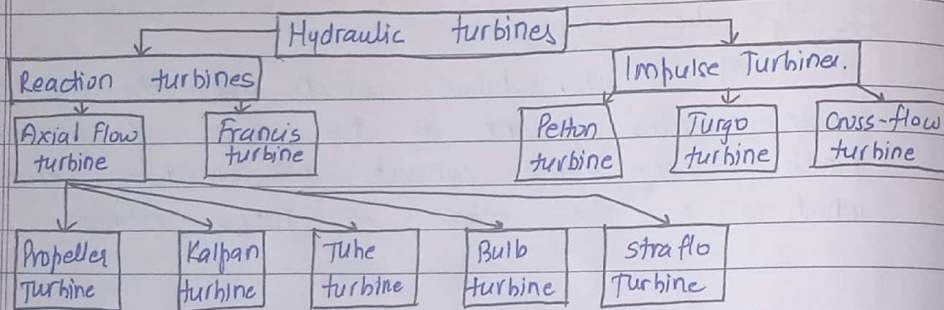 Hydraulic turbines
Reaction turbines
Impulse Turbines.
Axial flow
turbine
Francis
turbine
Pelton
turbine
Turgo
turbine
Cross-flow
turbine
Propeller
Turbine
Kalpan
turbine
Tube
turbine
Bulb
turbine
straflo
Turbine